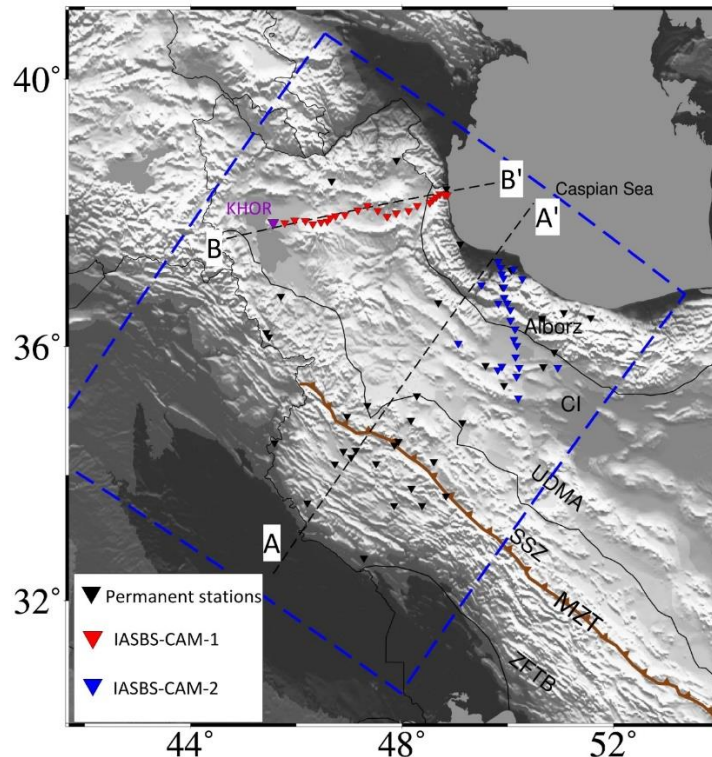 40°
Caspian Sea
B'
A'
KHOR
B
36°
Alborz
CI
UDMA
A
SSZ
MZT
ZFTB
32°
Permanent stations
IASBS-CAM-1
IASBS-CAM-2
44°
48°
52°